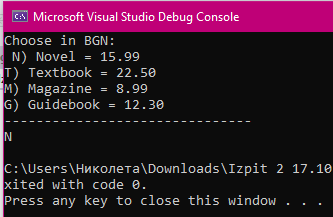 Microsoft Visual Studio Debug Console
Choose in BGN:
 N) Novel = 15.99
T) Textbook = 22.50
M) Magazine = 8.99
G) Guidebook = 12.30
------------------------------
N
C:\Users\Николета\Downloads\Izpit 2 17.10
xited with code 0.
Press any key to close this window . . .